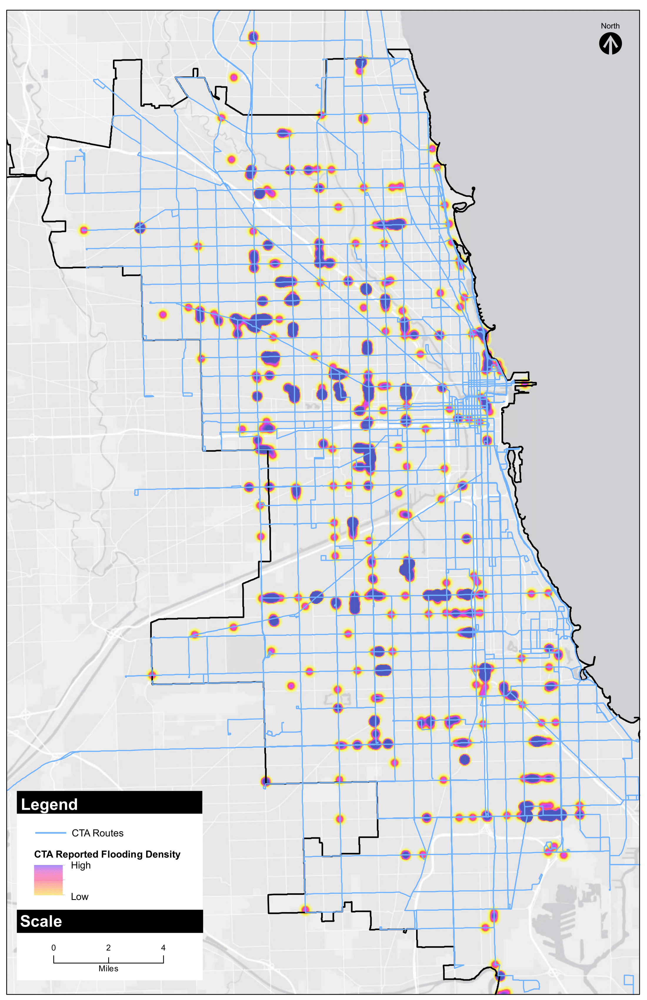 North
Legend
CTA Routes
CTA Reported Flooding Density
High
Low
Scale
0 2 4
Miles